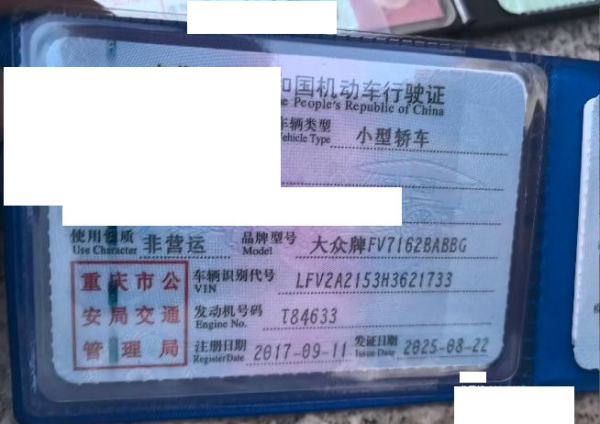 和国机动车行驶证
People's Republic of China
车辆类型 小型轿车
Vehicle Type
使用性质 非营运 品牌型号 大众牌FV7162BABBG
Use Character Model
重庆市公
安局交通
管理局
车辆识别代号 LFV2A2153H3621733
VIN
发动机号码 T84633
Engine No.
注册日期 2017-09-11 发证日期 2025-08-22
Register Date Issue Date